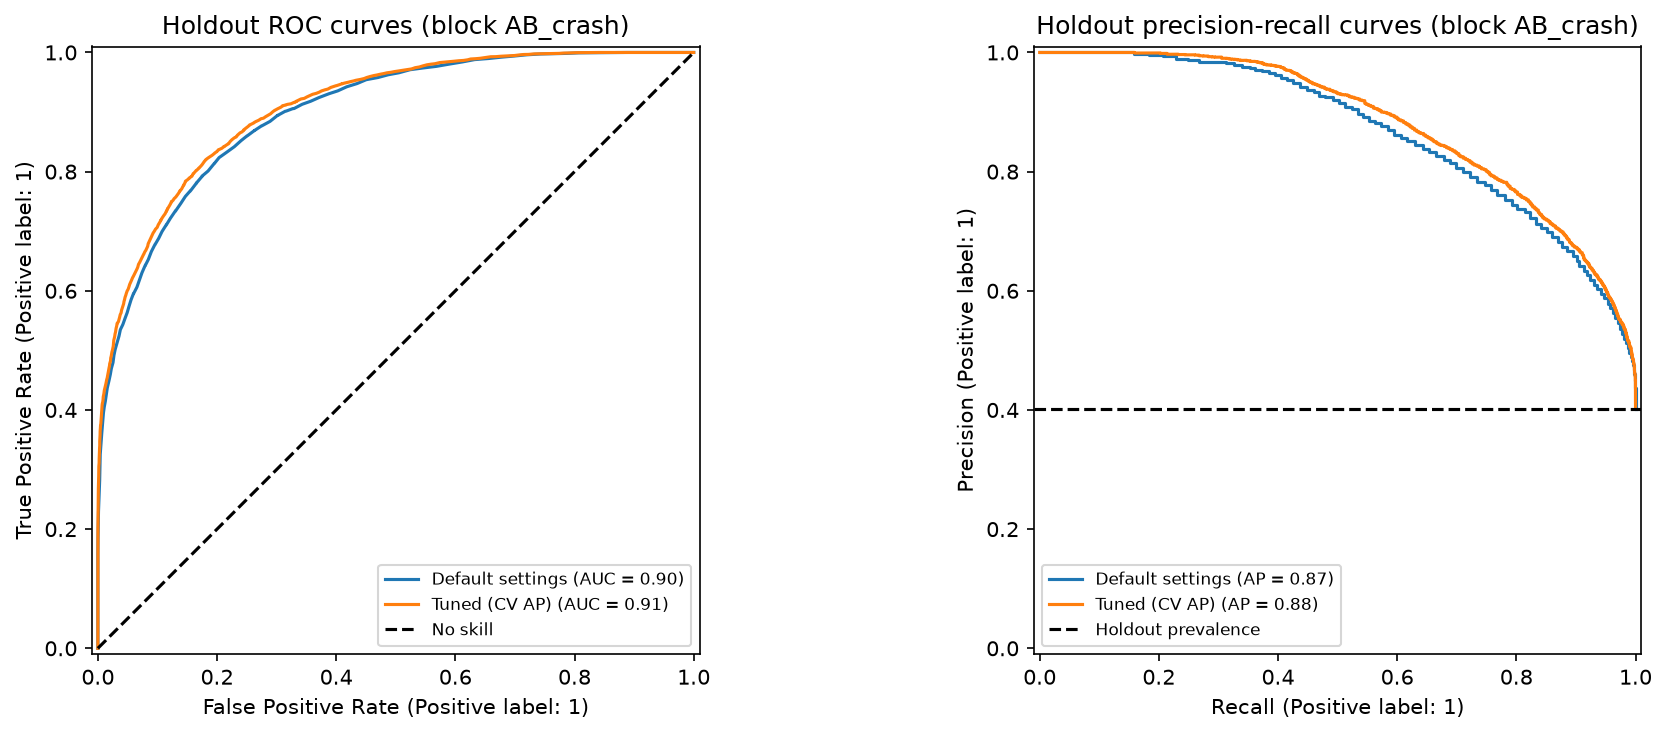 Holdout ROC curves (block AB_crash)
True Positive Rate (Positive label: 1)
1.0
0.8
0.6
0.4
0.2
0.0
0.0 0.2 0.4 0.6 0.8 1.0
False Positive Rate (Positive label: 1)
Default settings (AUC = 0.90)
Tuned (CV AP) (AUC = 0.91)
No skill
Holdout precision-recall curves (block AB_crash)
Precision (Positive label: 1)
1.0
0.8
0.6
0.4
0.2
0.0
0.0 0.2 0.4 0.6 0.8 1.0
Recall (Positive label: 1)
Default settings (AP = 0.87)
Tuned (CV AP) (AP = 0.88)
Holdout prevalence